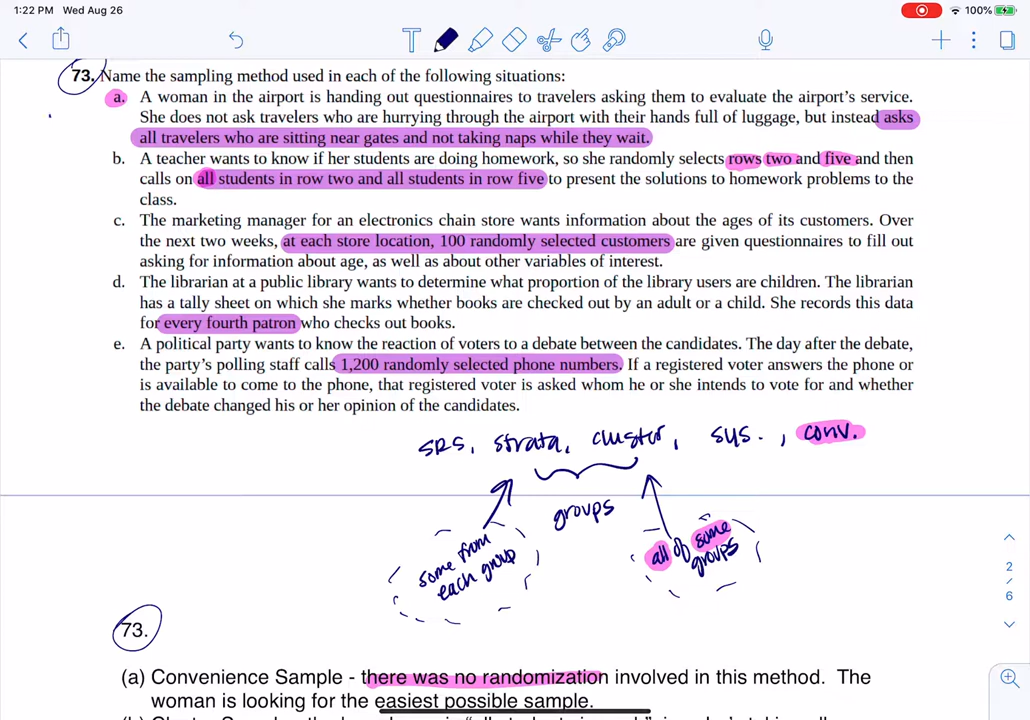 1:22 PM Wed Aug 26
100%
73. Name the sampling method used in each of the following situations:
a. A woman in the airport is handing out questionnaires to travelers asking them to evaluate the airport's service.
She does not ask travelers who are hurrying through the airport with their hands full of luggage, but instead asks
all travelers who are sitting near gates and not taking naps while they wait.
b. A teacher wants to know if her students are doing homework, so she randomly selects rows two and five and then
calls on all students in row two and all students in row five to present the solutions to homework problems to the
class.
c. The marketing manager for an electronics chain store wants information about the ages of its customers. Over
the next two weeks, at each store location, 100 randomly selected customers are given questionnaires to fill out
asking for information about age, as well as about other variables of interest.
d. The librarian at a public library wants to determine what proportion of the library users are children. The librarian
has a tally sheet on which she marks whether books are checked out by an adult or a child. She records this data
for every fourth patron who checks out books.
e. A political party wants to know the reaction of voters to a debate between the candidates. The day after the debate,
the party's polling staff calls 1,200 randomly selected phone numbers. If a registered voter answers the phone or
is available to come to the phone, that registered voter is asked whom he or she intends to vote for and whether
the debate changed his or her opinion of the candidates.
SRS, strata, cluster, sys., conv.
groups
some from
each group
all of some
groups
2
/
6
73.
(a) Convenience Sample - there was no randomization involved in this method. The
woman is looking for the easiest possible sample.